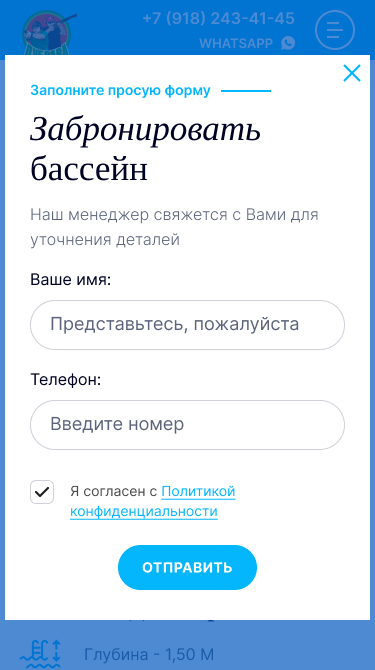 +7 (918) 243-41-45
WHATSAPP
Заполните просую форму
Забронировать
бассейн
Наш менеджер свяжется с Вами для
уточнения деталей
Ваше имя:
Представьтесь, пожалуйста
Телефон:
Введите номер
Я согласен с Политикой
конфиденциальности
ОТПРАВИТЬ
Глубина - 1,50 М